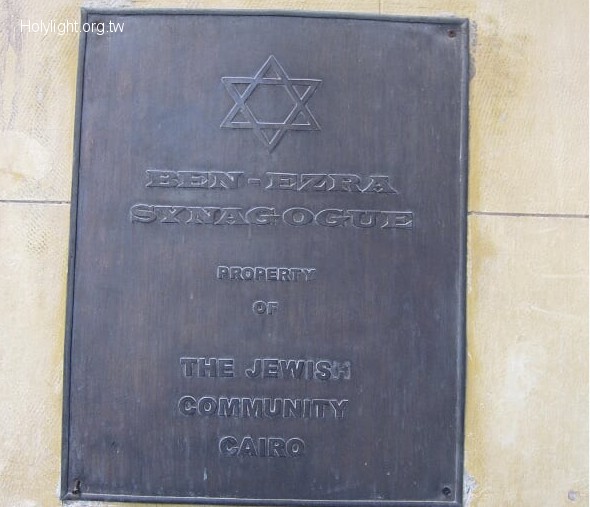 Holylight.org.tw
BEN-EZRA
SYNAGOGUE
PROPERTY
OF
THE JEWISH
COMMUNITY
CAIRO